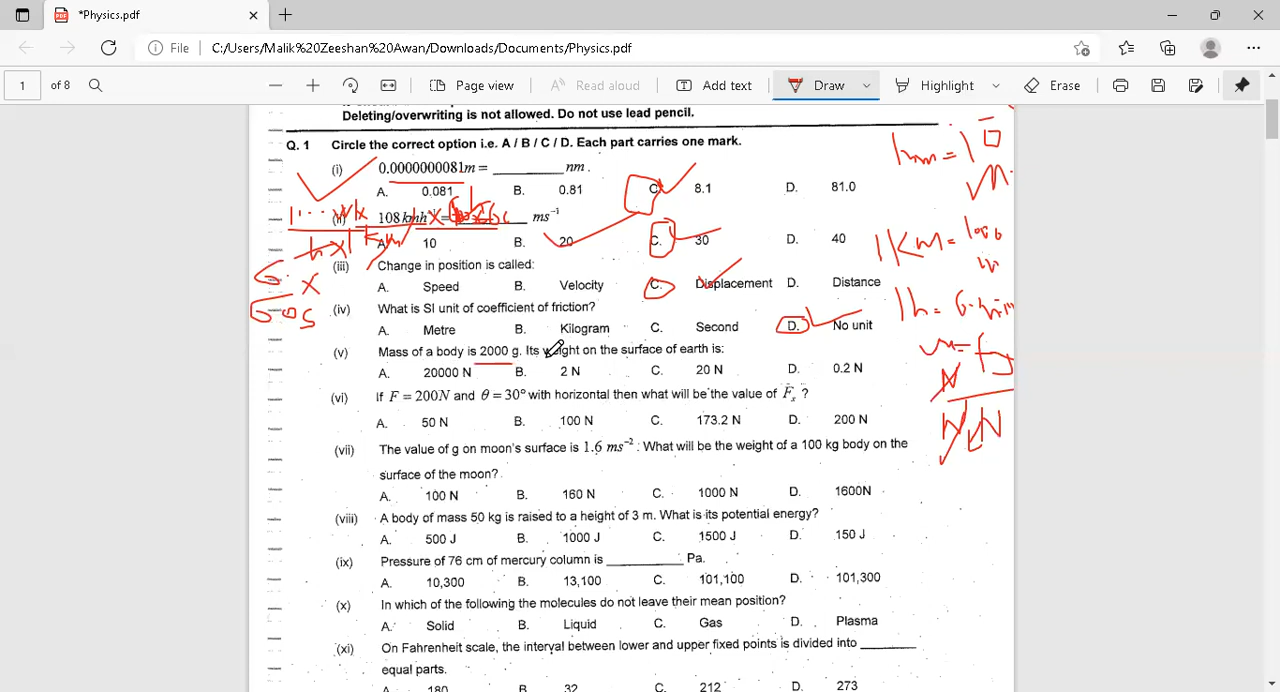 *Physics.pdf
File C:/Users/Malik%20Zeeshan%20Awan/Downloads/Documents/Physics.pdf
1 of 8 Page view Read aloud Add text Draw Highlight Erase
Deleting/overwriting is not allowed. Do not use lead pencil.
Q. 1 Circle the correct option i.e. A / B / C / D. Each part carries one mark.
(i) 0.0000000081m = ________ nm .
A. 0.081 B. 0.81 C. 8.1 D. 81.0
108 ms⁻¹
A. 10 B. 20 C. 30 D. 40
(iii) Change in position is called:
A. Speed B. Velocity C. Displacement D. Distance
(iv) What is SI unit of coefficient of friction?
A. Metre B. Kilogram C. Second D. No unit
(v) Mass of a body is 2000 g. Its weight on the surface of earth is:
A. 20000 N B. 2 N C. 20 N D. 0.2 N
(vi) If F = 200N and θ = 30° with horizontal then what will be the value of Fₓ ?
A. 50 N B. 100 N C. 173.2 N D. 200 N
(vii) The value of g on moon's surface is 1.6 ms⁻² . What will be the weight of a 100 kg body on the
surface of the moon?
A. 100 N B. 160 N C. 1000 N D. 1600N
(viii) A body of mass 50 kg is raised to a height of 3 m. What is its potential energy?
A. 500 J B. 1000 J C. 1500 J D. 150 J
(ix) Pressure of 76 cm of mercury column is ________ Pa.
A. 10,300 B. 13,100 C. 101,100 D. 101,300
(x) In which of the following the molecules do not leave their mean position?
A. Solid B. Liquid C. Gas D. Plasma
(xi) On Fahrenheit scale, the interval between lower and upper fixed points is divided into ______
equal parts.
A. 180 B. 32 C. 212 D. 273